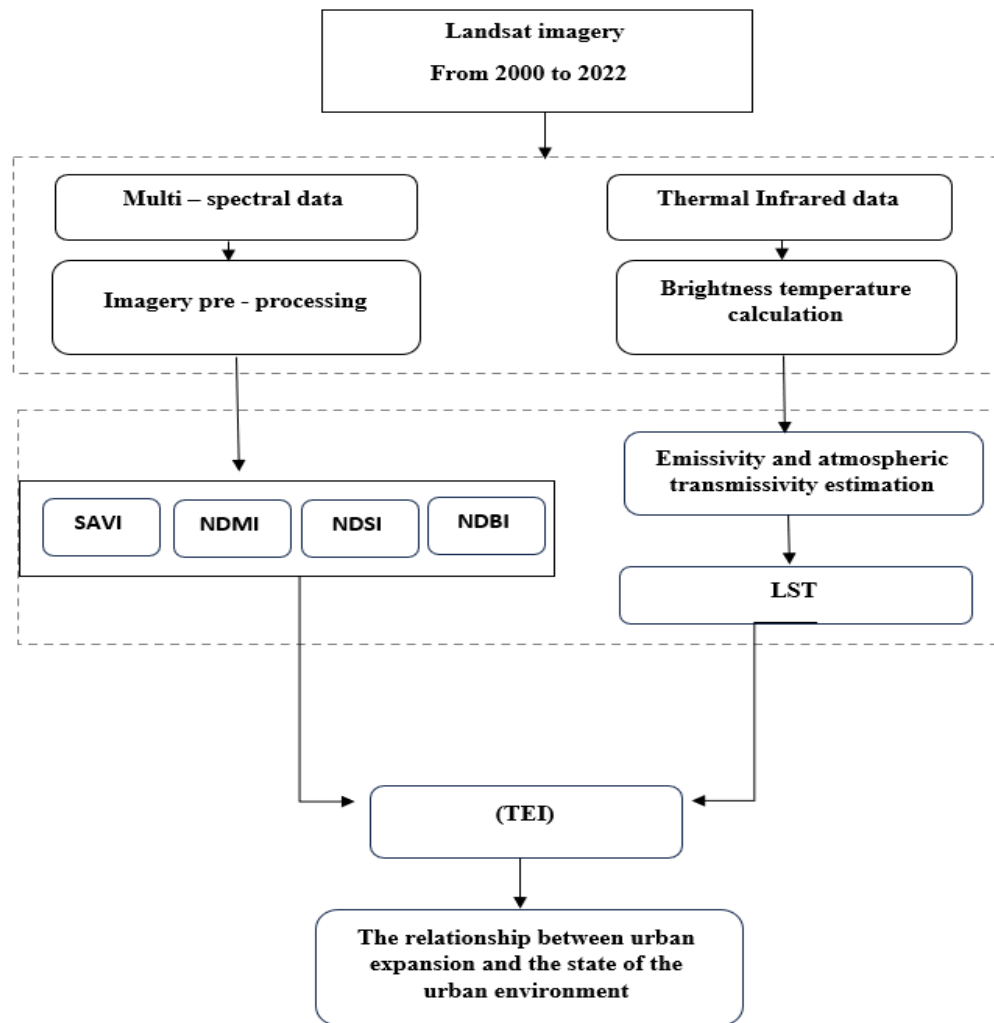 Landsat imagery
From 2000 to 2022
Multi – spectral data
Thermal Infrared data
Imagery pre - processing
Brightness temperature
calculation
Emissivity and atmospheric
transmissivity estimation
SAVI
NDMI
NDSI
NDBI
LST
(TEI)
The relationship between urban
expansion and the state of the
urban environment